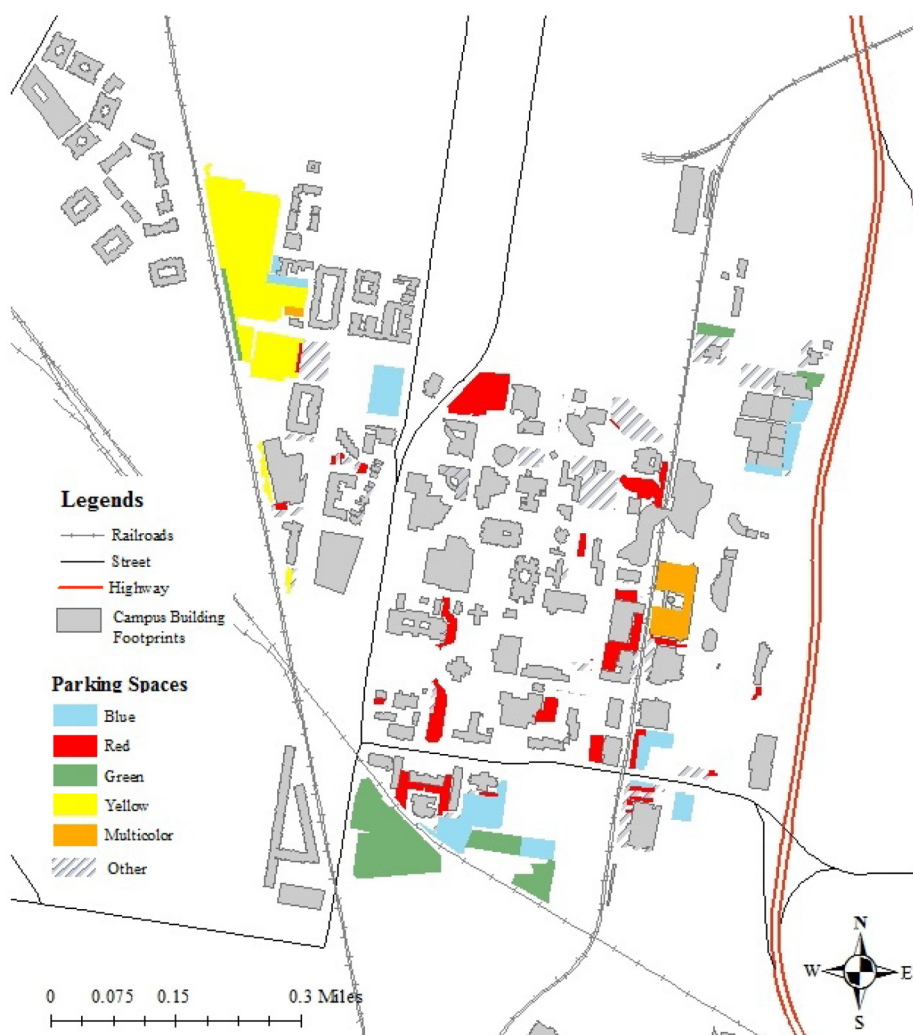 Legends
Railroads
Street
Highway
Campus Building
Footprints
Parking Spaces
Blue
Red
Green
Yellow
Multicolor
Other
0 0.075 0.15 0.3 Miles
N
W E
S